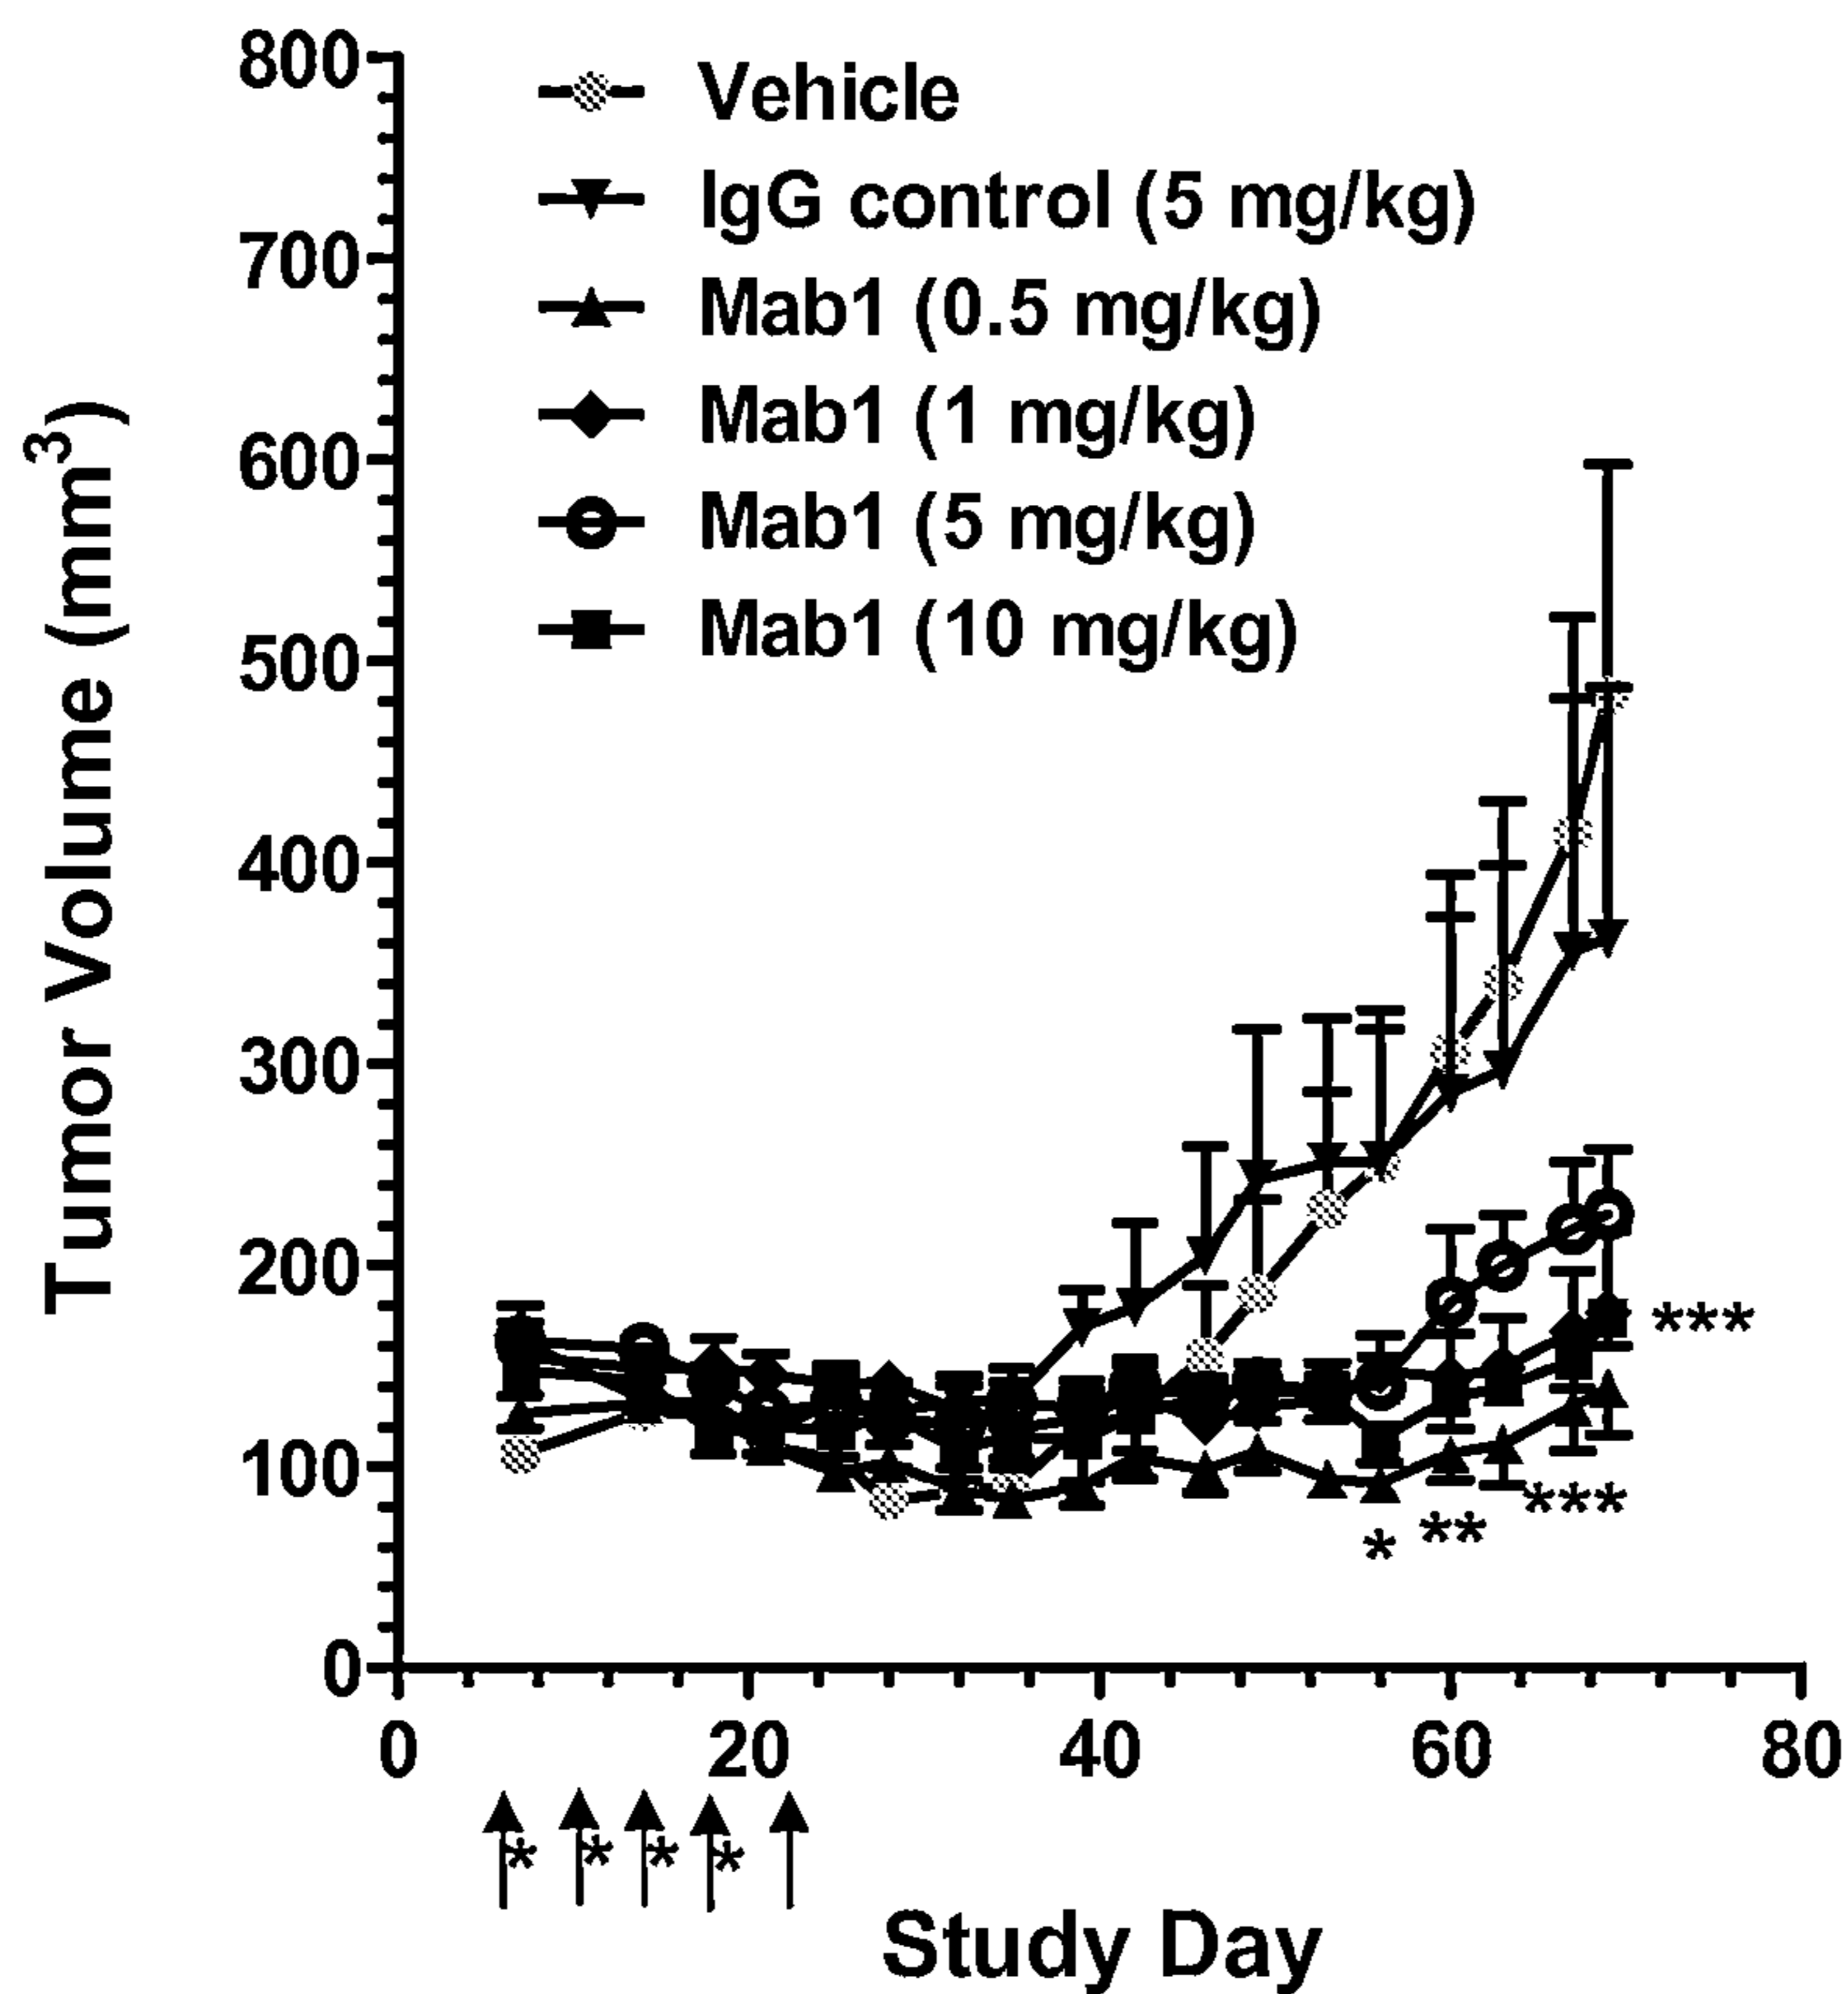 Vehicle
IgG control (5 mg/kg)
Mab1 (0.5 mg/kg)
Mab1 (1 mg/kg)
Mab1 (5 mg/kg)
Mab1 (10 mg/kg)
Tumor Volume (mm³)
800
700
600
500
400
300
200
100
0
***
***
**
*
0 20 40 60 80
* * * *
Study Day